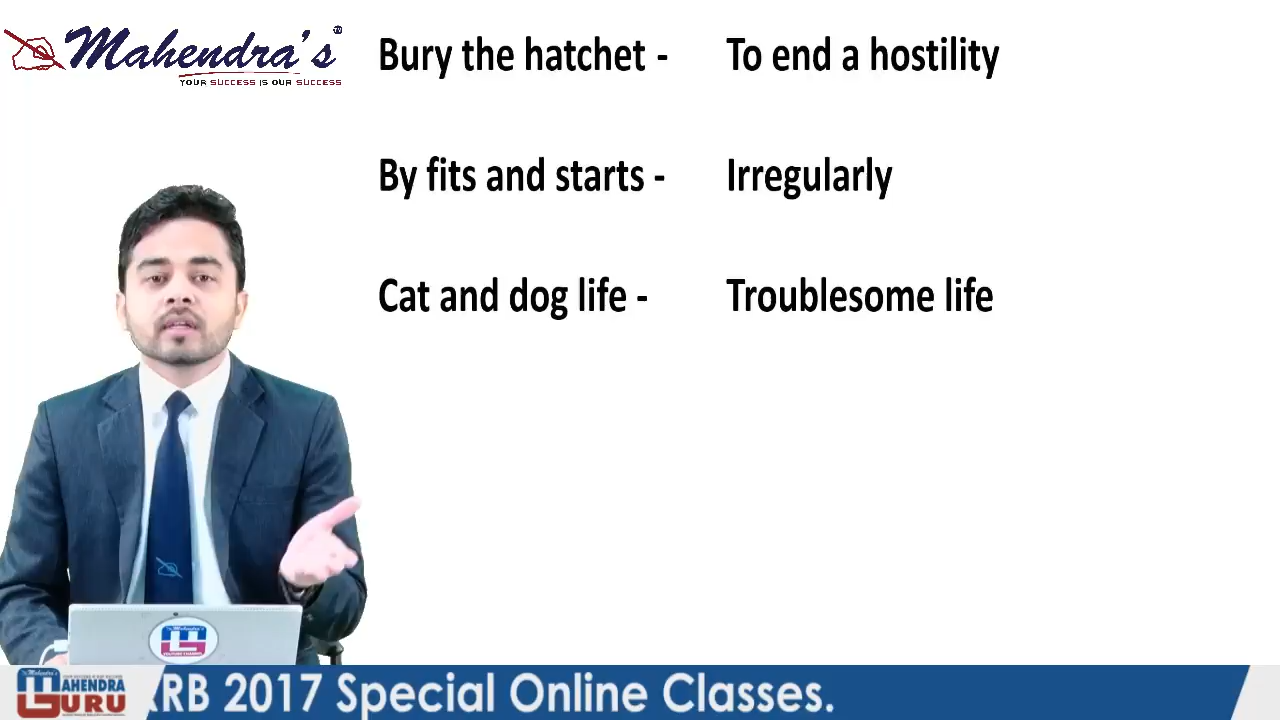 Mahendra's
YOUR SUCCESS IS OUR SUCCESS
Bury the hatchet - To end a hostility
By fits and starts - Irregularly
Cat and dog life - Troublesome life
Mahendra's
MAHENDRA
GURU
RB 2017 Special Online Classes.